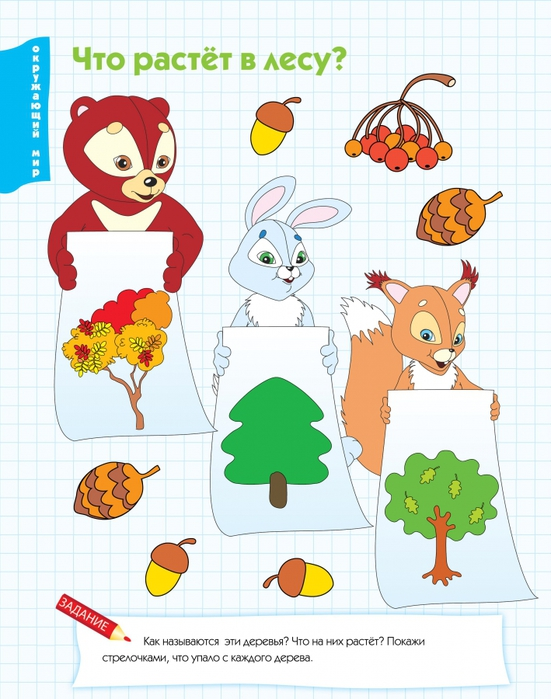 Что растёт в лесу?
окружающий мир
ЗАДАНИЕ
Как называются эти деревья? Что на них растёт? Покажи
стрелочками, что упало с каждого дерева.